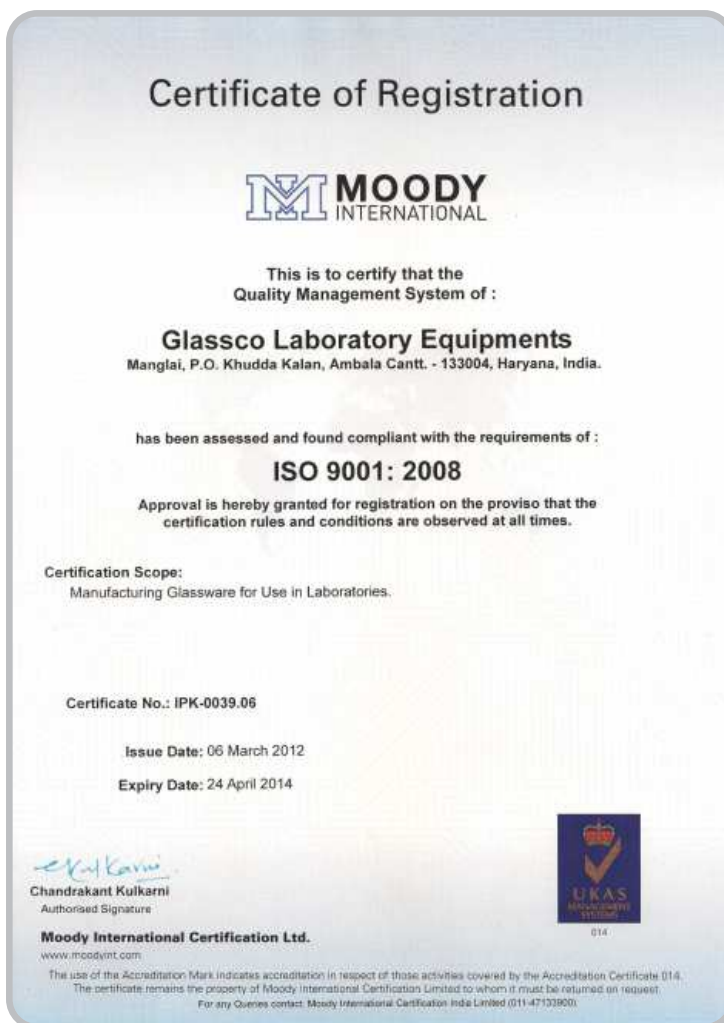 Certificate of Registration
MOODY
INTERNATIONAL
This is to certify that the
Quality Management System of :
Glassco Laboratory Equipments
Manglai, P.O. Khudda Kalan, Ambala Cantt. - 133004, Haryana, India.
has been assessed and found compliant with the requirements of :
ISO 9001: 2008
Approval is hereby granted for registration on the proviso that the
certification rules and conditions are observed at all times.
Certification Scope:
Manufacturing Glassware for Use in Laboratories.
Certificate No.: IPK-0039.06
Issue Date: 06 March 2012
Expiry Date: 24 April 2014
Chandrakant Kulkarni
Authorised Signature
UKAS
MANAGEMENT
SYSTEMS
014
Moody International Certification Ltd.
www.moodyint.com
The use of the Accreditation Mark indicates accreditation in respect of those activities covered by the Accreditation Certificate 014.
The certificate remains the property of Moody International Certification Limited to whom it must be returned on request.
For any Queries contact: Moody International Certification India Limited (011-47133900)